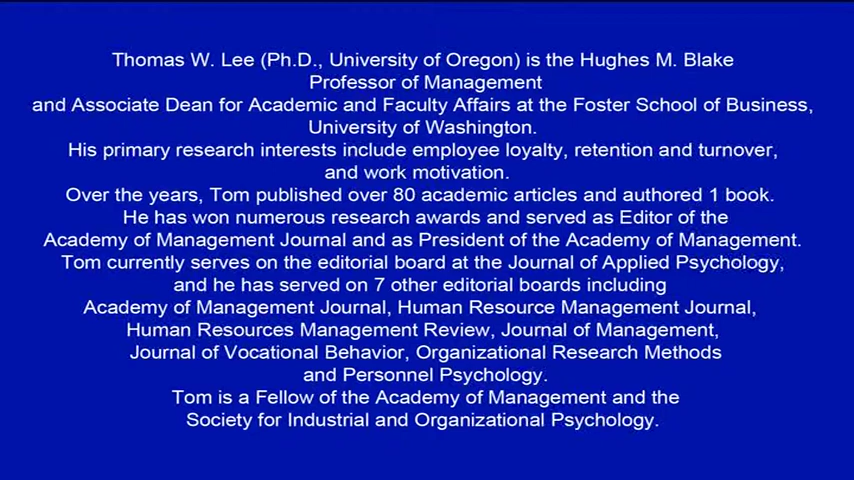 Thomas W. Lee (Ph.D., University of Oregon) is the Hughes M. Blake
Professor of Management
and Associate Dean for Academic and Faculty Affairs at the Foster School of Business,
University of Washington.
His primary research interests include employee loyalty, retention and turnover,
and work motivation.
Over the years, Tom published over 80 academic articles and authored 1 book.
He has won numerous research awards and served as Editor of the
Academy of Management Journal and as President of the Academy of Management.
Tom currently serves on the editorial board at the Journal of Applied Psychology,
and he has served on 7 other editorial boards including
Academy of Management Journal, Human Resource Management Journal,
Human Resources Management Review, Journal of Management,
Journal of Vocational Behavior, Organizational Research Methods
and Personnel Psychology.
Tom is a Fellow of the Academy of Management and the
Society for Industrial and Organizational Psychology.